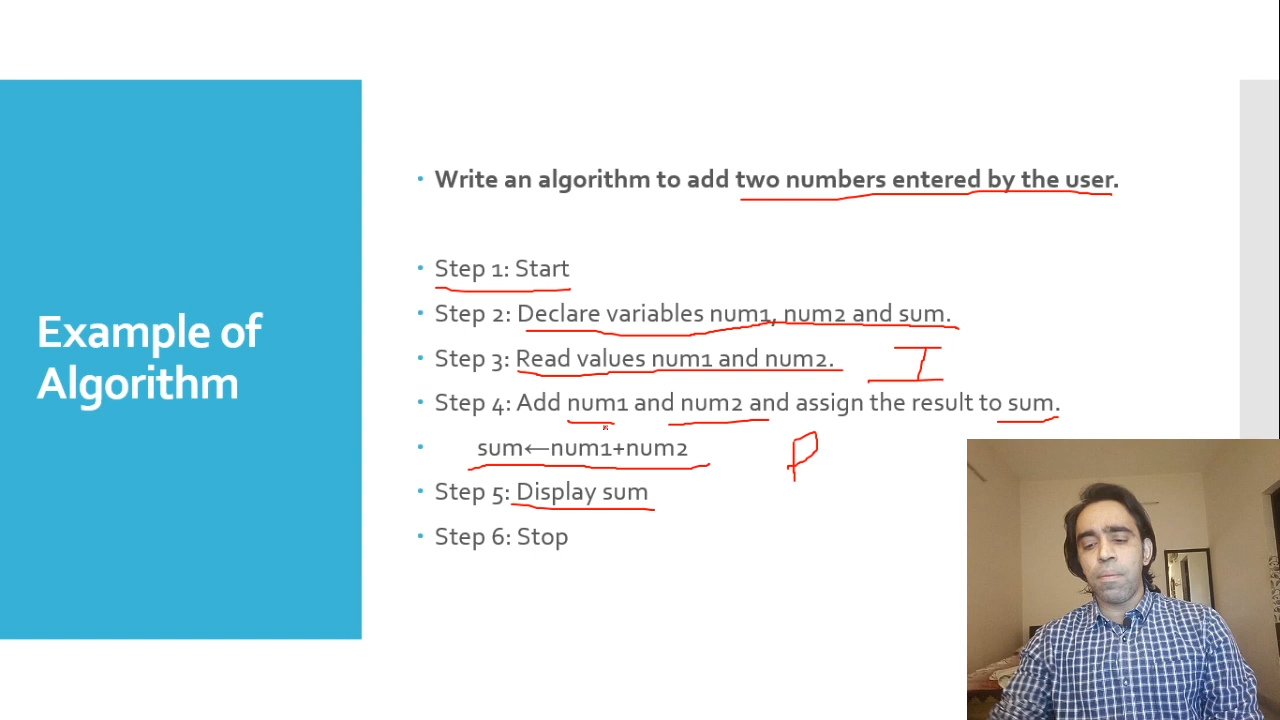 Example of
Algorithm
• Write an algorithm to add two numbers entered by the user.
• Step 1: Start
• Step 2: Declare variables num1, num2 and sum.
• Step 3: Read values num1 and num2.
I
• Step 4: Add num1 and num2 and assign the result to sum.
• sum←num1+num2
P
• Step 5: Display sum
• Step 6: Stop